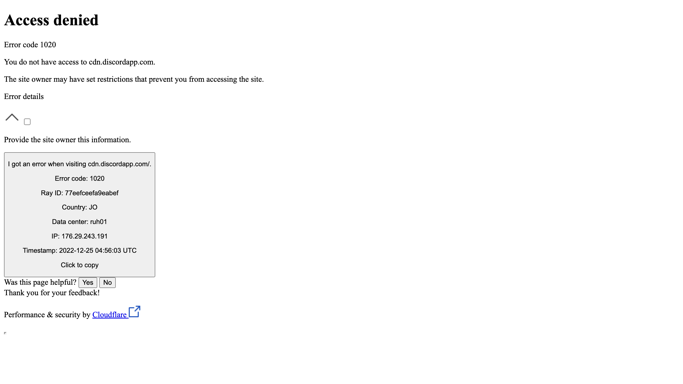 Access denied
Error code 1020
You do not have access to cdn.discordapp.com.
The site owner may have set restrictions that prevent you from accessing the site.
Error details
Provide the site owner this information.
I got an error when visiting cdn.discordapp.com/.
Error code: 1020
Ray ID: 77eefceefa9eabef
Country: JO
Data center: ruh01
IP: 176.29.243.191
Timestamp: 2022-12-25 04:56:03 UTC
Click to copy
Was this page helpful? Yes No
Thank you for your feedback!
Performance & security by Cloudflare